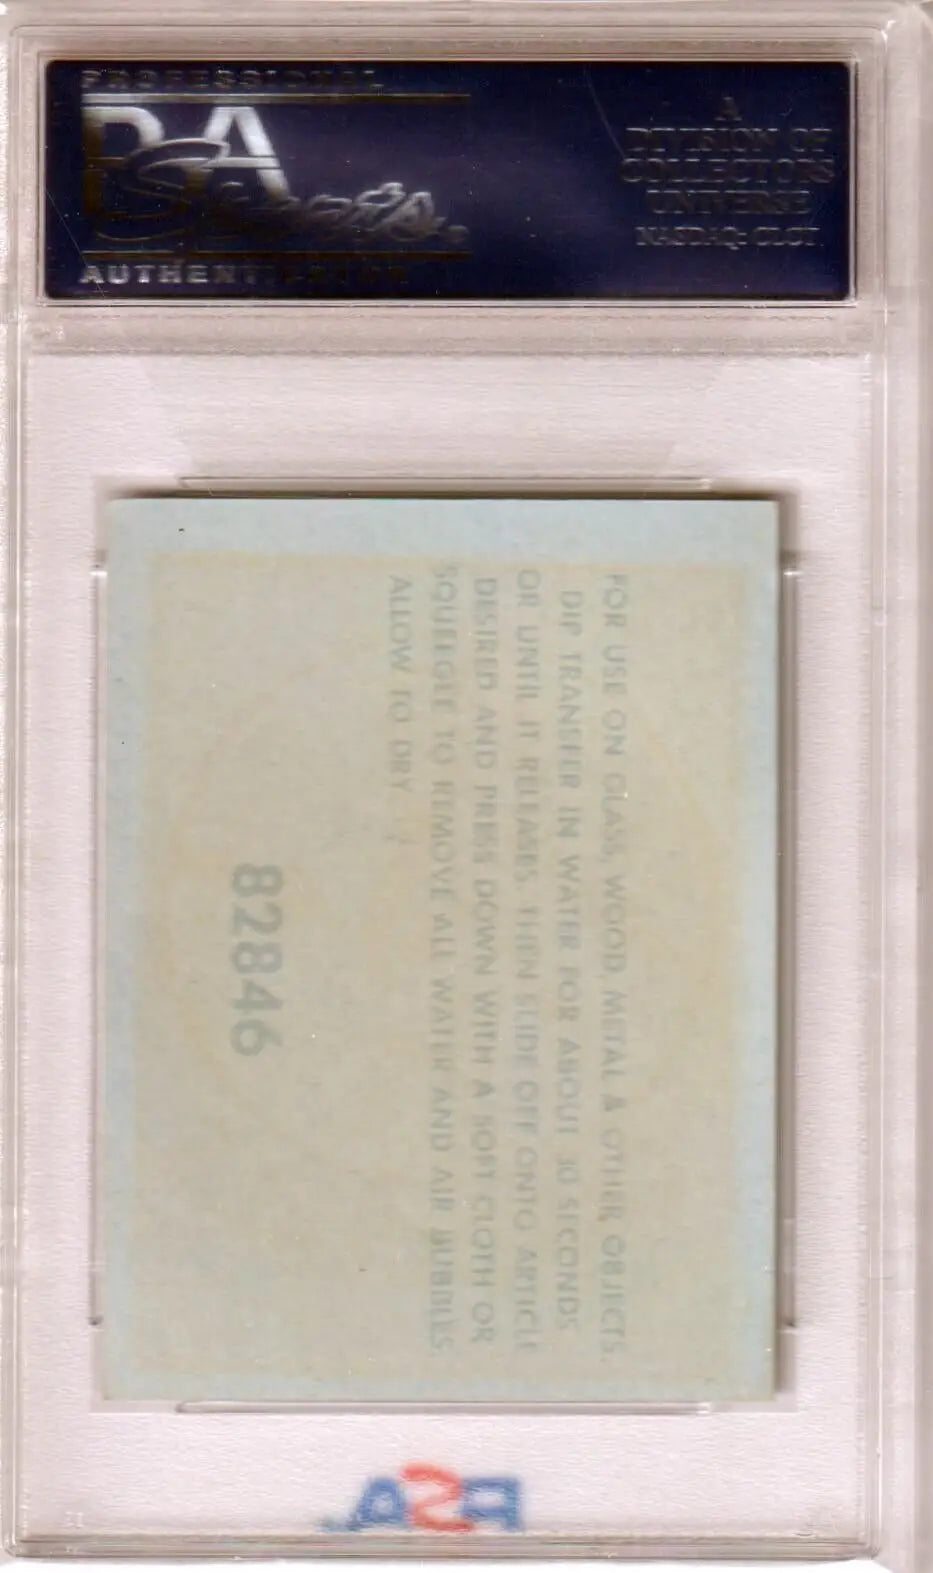 PROFESSIONAL
PSA
AUTHENTICATOR
A
DIVISION OF
COLLECTORS
UNIVERSE
NASDAQ: CLCT
FOR USE ON GLASS, WOOD, METAL & OTHER OBJECTS.
DIP TRANSFER IN WATER FOR ABOUT 30 SECONDS
OR UNTIL IT RELEASES. THEN SLIDE OFF ONTO ARTICLE
DESIRED AND PRESS DOWN WITH A SOFT CLOTH OR
SQUEEGEE TO REMOVE ALL WATER AND AIR BUBBLES
ALLOW TO DRY
82846
PSA